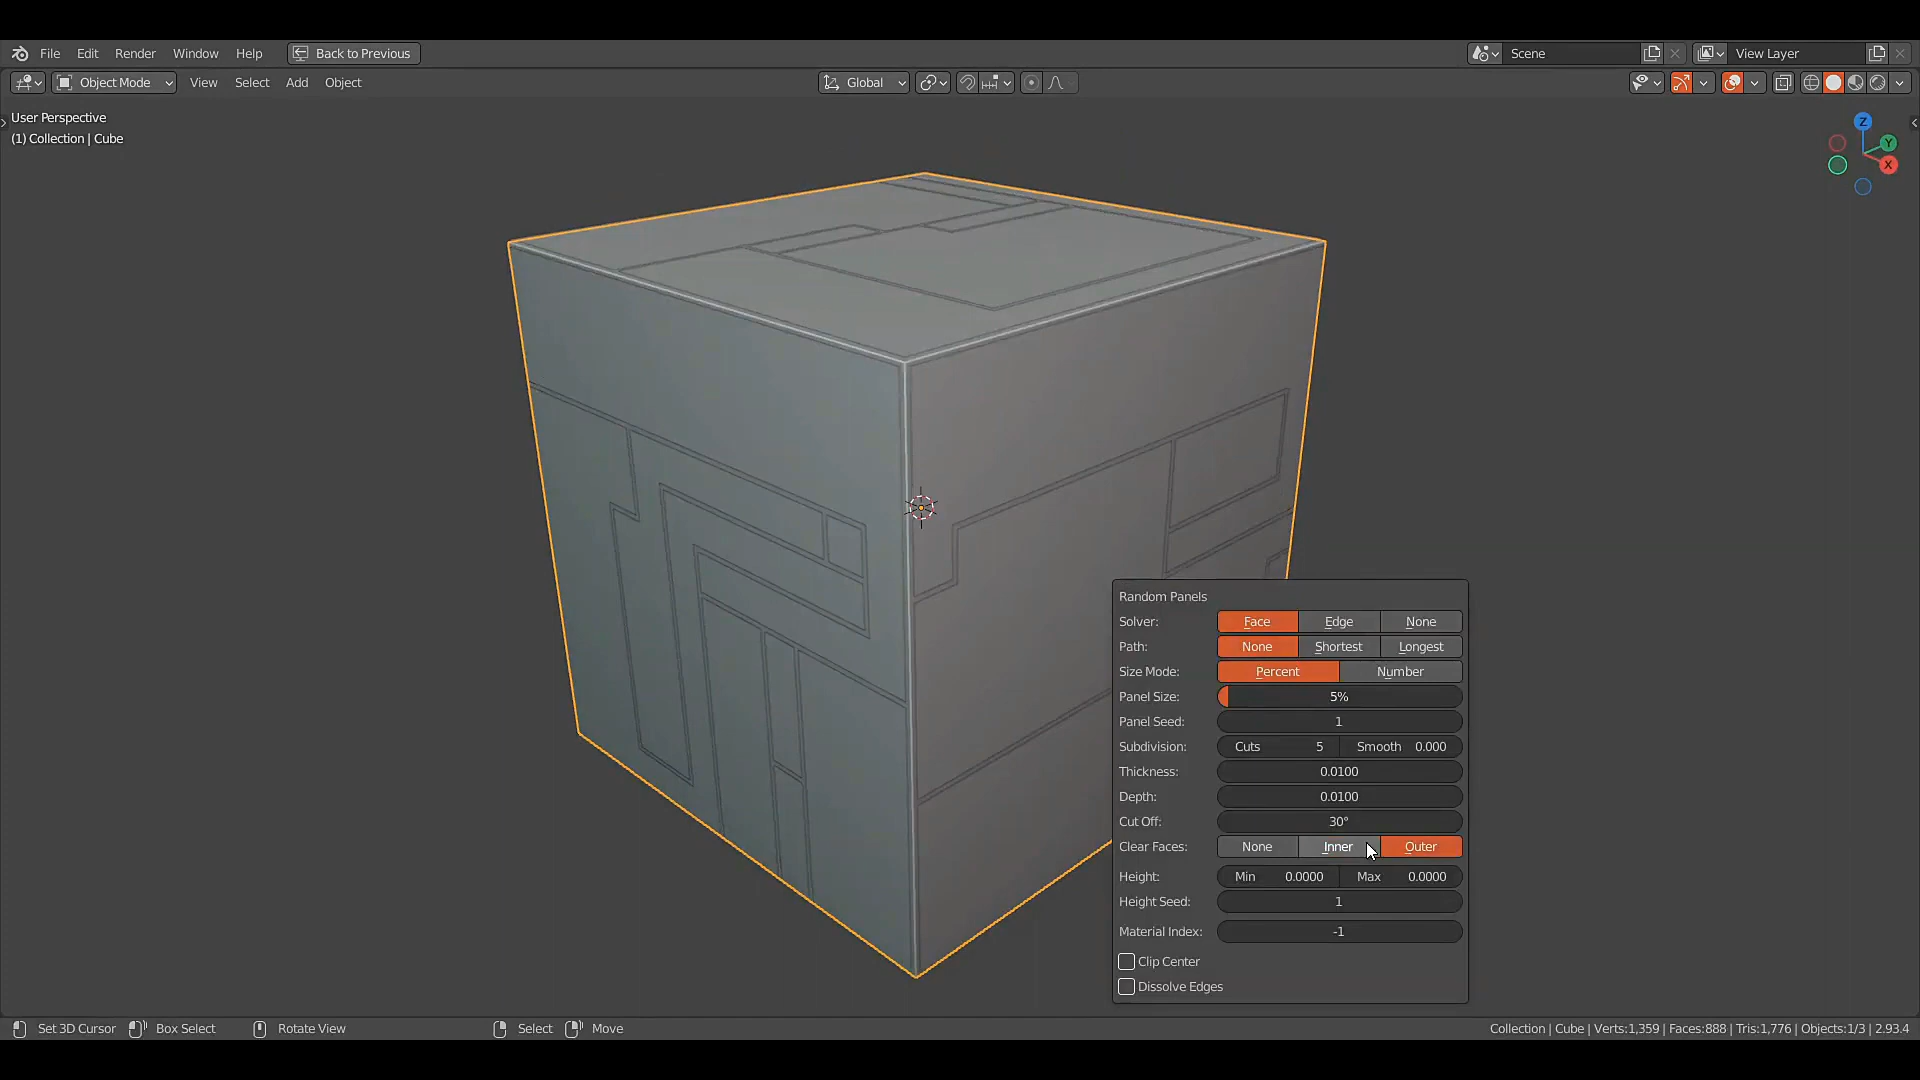 File Edit Render Window Help Back to Previous Scene View Layer
Object Mode View Select Add Object Global
User Perspective
(1) Collection | Cube
Z
Y
X
Random Panels
Solver: Face Edge None
Path: None Shortest Longest
Size Mode: Percent Number
Panel Size: 5%
Panel Seed: 1
Subdivision: Cuts 5 Smooth 0.000
Thickness: 0.0100
Depth: 0.0100
Cut Off: 30°
Clear Faces: None Inner Outer
Height: Min 0.0000 Max 0.0000
Height Seed: 1
Material Index: -1
Clip Center
Dissolve Edges
Set 3D Cursor Box Select Rotate View Select Move Collection | Cube | Verts:1,359 | Faces:888 | Tris:1,776 | Objects:1/3 | 2.93.4